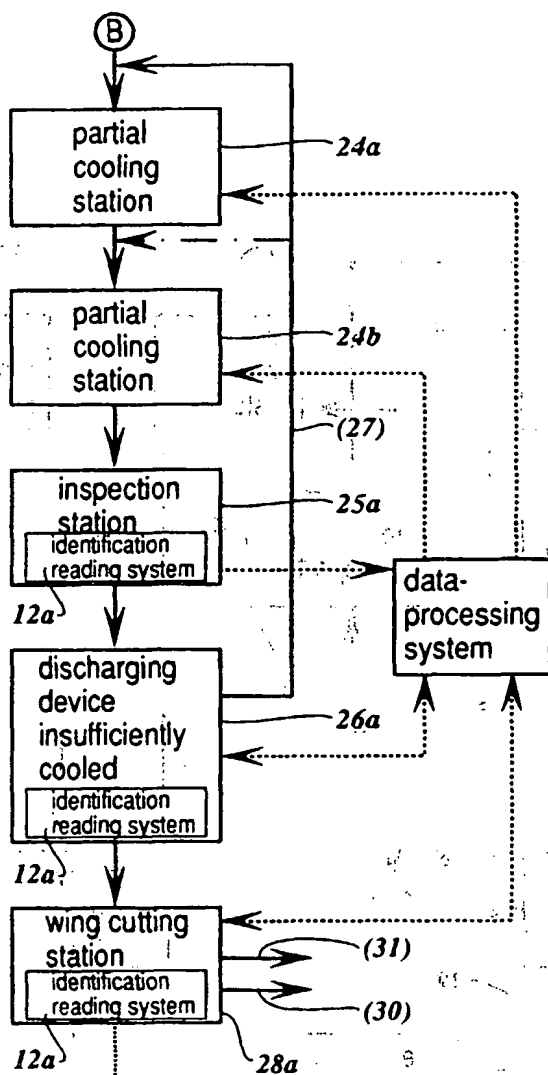 B
partial
cooling
station
24a
partial
cooling
station
24b
(27)
inspection
station
identification
reading system
25a
12a
data-
processing
system
discharging
device
insufficiently
cooled
26a
identification
reading system
12a
wing cutting
station
(31)
identification
reading system
(30)
12a
28a